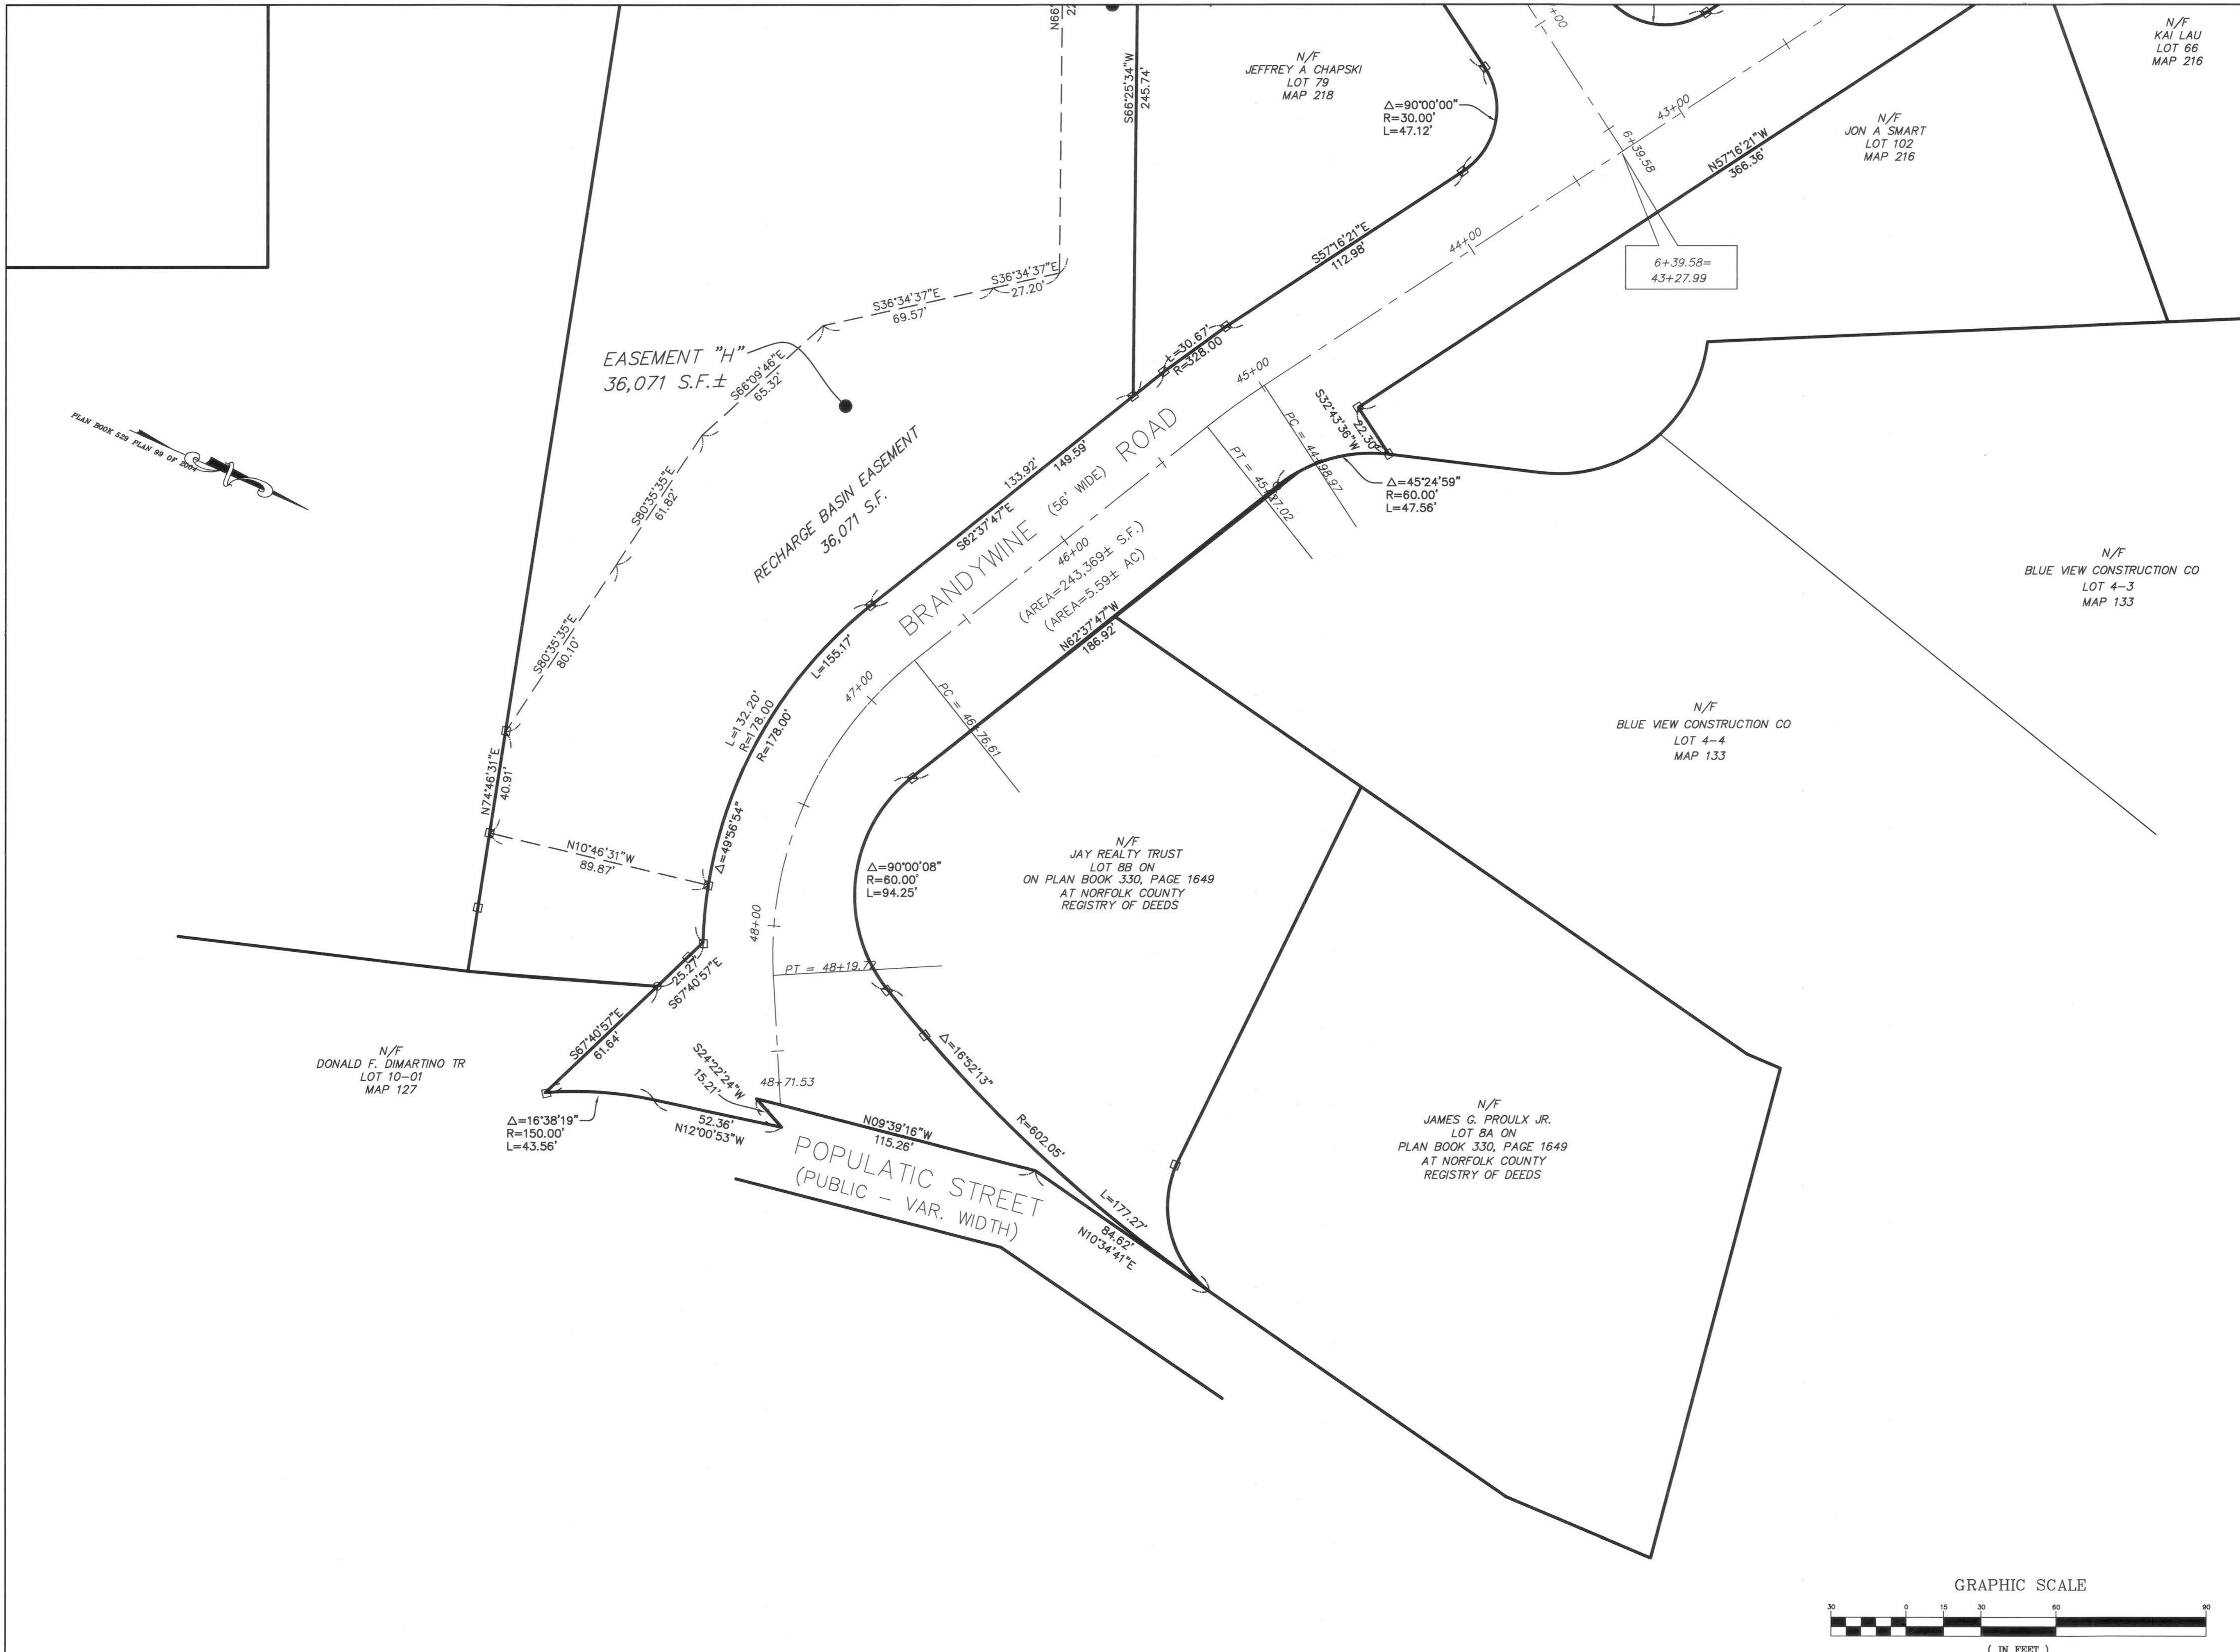 N/F
KAI LAU
LOT 66
MAP 216
N/F
JEFFREY A CHAPSKI
LOT 79
MAP 218
S66°25'34"W
245.74'
Δ=90°00'00"
R=30.00'
L=47.12'
43+00
6+39.58
N/F
JON A SMART
LOT 102
MAP 216
N57°16'21"W
366.36'
6+39.58=
43+27.99
44+00
S57°16'21"E
112.98'
S36°34'37"E
27.20'
S36°34'37"E
69.57'
EASEMENT "H"
36,071 S.F.±
S66°09'46"E
65.32'
L=30.67'
R=328.00
45+00
S32°43'36"W
22.30'
PC = 44+98.97
PT = 45+37.02
Δ=45°24'59"
R=60.00'
L=47.56'
PLAN BOOK 529 PLAN 99 OF 2004
S80°35'35"E
61.82'
RECHARGE BASIN EASEMENT
36,071 S.F.
133.92'
149.59'
S62°37'47"E
BRANDYWINE (56' WIDE) ROAD
46+00
(AREA=243,369± S.F.)
(AREA=5.59± AC)
N62°37'47"W
186.92'
N/F
BLUE VIEW CONSTRUCTION CO
LOT 4-3
MAP 133
S80°35'35"E
80.10'
L=155.17'
47+00
PC = 46+76.61
L=132.20'
R=178.00
R=178.00'
Δ=49°56'54"
N/F
BLUE VIEW CONSTRUCTION CO
LOT 4-4
MAP 133
N74°46'31"E
40.91'
N10°46'31"W
89.87'
Δ=90°00'08"
R=60.00'
L=94.25'
N/F
JAY REALTY TRUST
LOT 8B ON
ON PLAN BOOK 330, PAGE 1649
AT NORFOLK COUNTY
REGISTRY OF DEEDS
48+00
PT = 48+19.72
25.27'
S67°40'57"E
S67°40'57"E
61.64'
N/F
DONALD F. DIMARTINO TR
LOT 10-01
MAP 127
S24°22'24"W
15.21'
48+71.53
Δ=16°52'13"
R=602.05'
L=177.27'
Δ=16°38'19"
R=150.00'
L=43.56'
52.36'
N12°00'53"W
N09°39'16"W
115.26'
POPULATIC STREET
(PUBLIC - VAR. WIDTH)
84.62'
N10°34'41"E
N/F
JAMES G. PROULX JR.
LOT 8A ON
PLAN BOOK 330, PAGE 1649
AT NORFOLK COUNTY
REGISTRY OF DEEDS
GRAPHIC SCALE
30 0 15 30 60 90
( IN FEET )